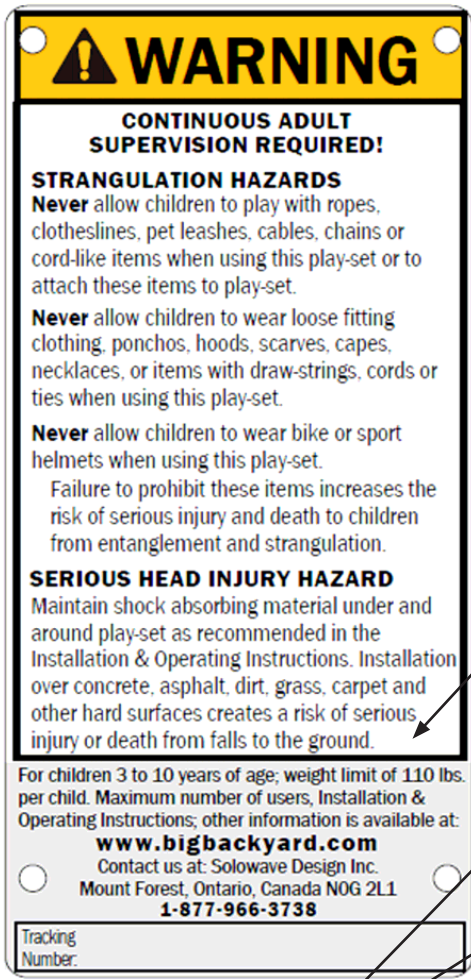 WARNING
CONTINUOUS ADULT
SUPERVISION REQUIRED!
STRANGULATION HAZARDS
Never allow children to play with ropes,
clotheslines, pet leashes, cables, chains or
cord-like items when using this play-set or to
attach these items to play-set.
Never allow children to wear loose fitting
clothing, ponchos, hoods, scarves, capes,
necklaces, or items with draw-strings, cords or
ties when using this play-set.
Never allow children to wear bike or sport
helmets when using this play-set.
Failure to prohibit these items increases the
risk of serious injury and death to children
from entanglement and strangulation.
SERIOUS HEAD INJURY HAZARD
Maintain shock absorbing material under and
around play-set as recommended in the
Installation & Operating Instructions. Installation
over concrete, asphalt, dirt, grass, carpet and
other hard surfaces creates a risk of serious
injury or death from falls to the ground.
For children 3 to 10 years of age; weight limit of 110 lbs.
per child. Maximum number of users, Installation &
Operating Instructions; other information is available at:
www.bigbackyard.com
Contact us at: Solowave Design Inc.
Mount Forest, Ontario, Canada N0G 2L1
1-877-966-3738
Tracking
Number: